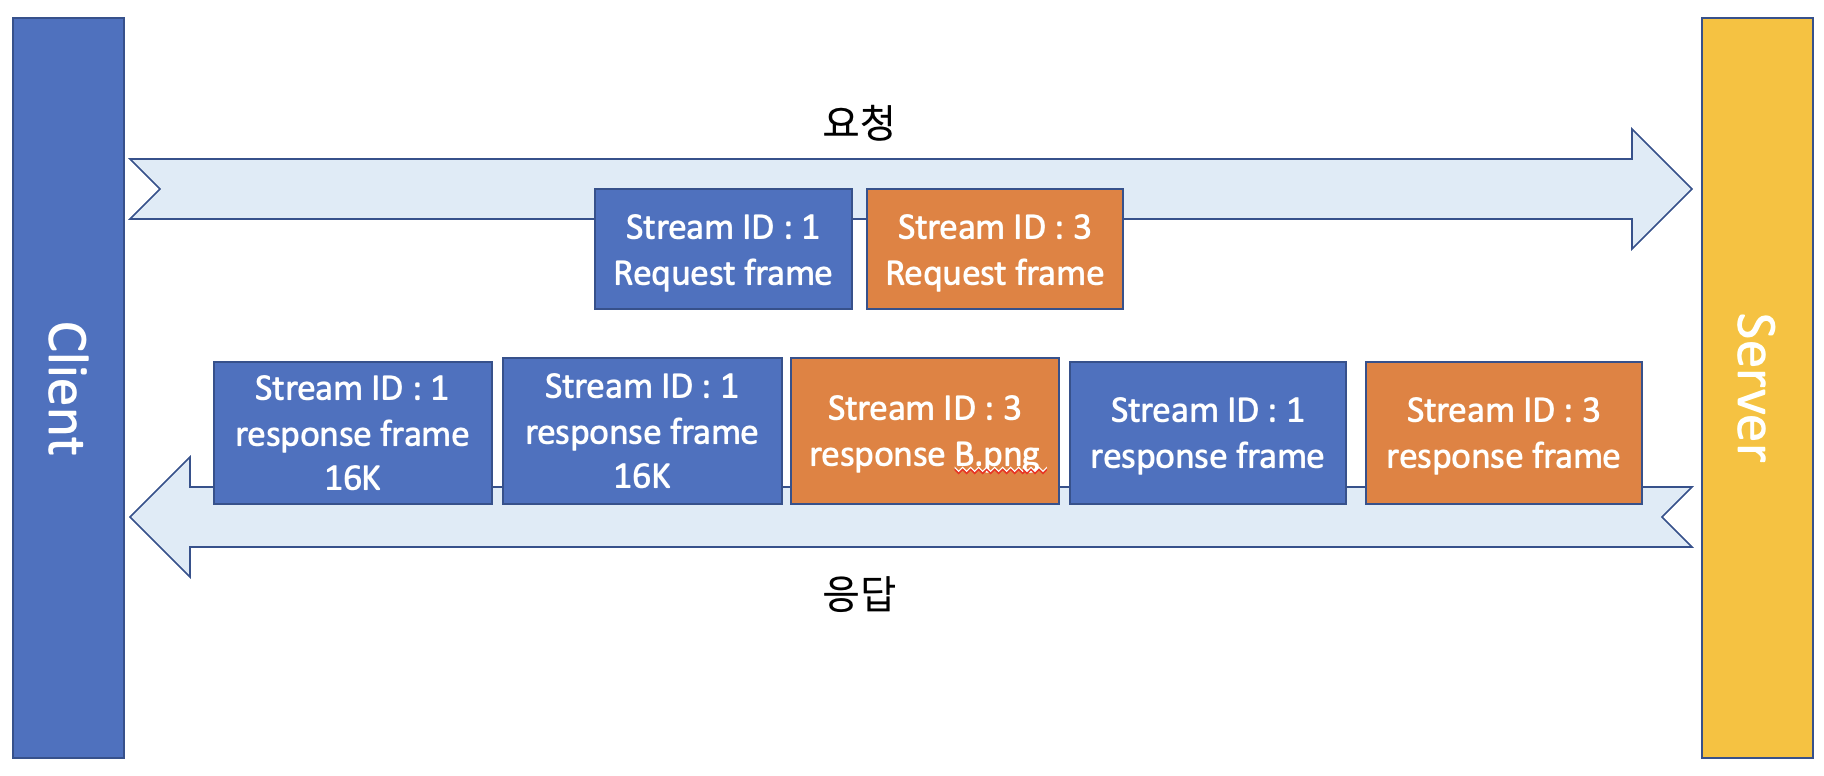 요청
Stream ID : 1
Request frame
Stream ID : 3
Request frame
Client
Server
Stream ID : 1
response frame
16K
Stream ID : 1
response frame
16K
Stream ID : 3
response B.png
Stream ID : 1
response frame
Stream ID : 3
response frame
응답